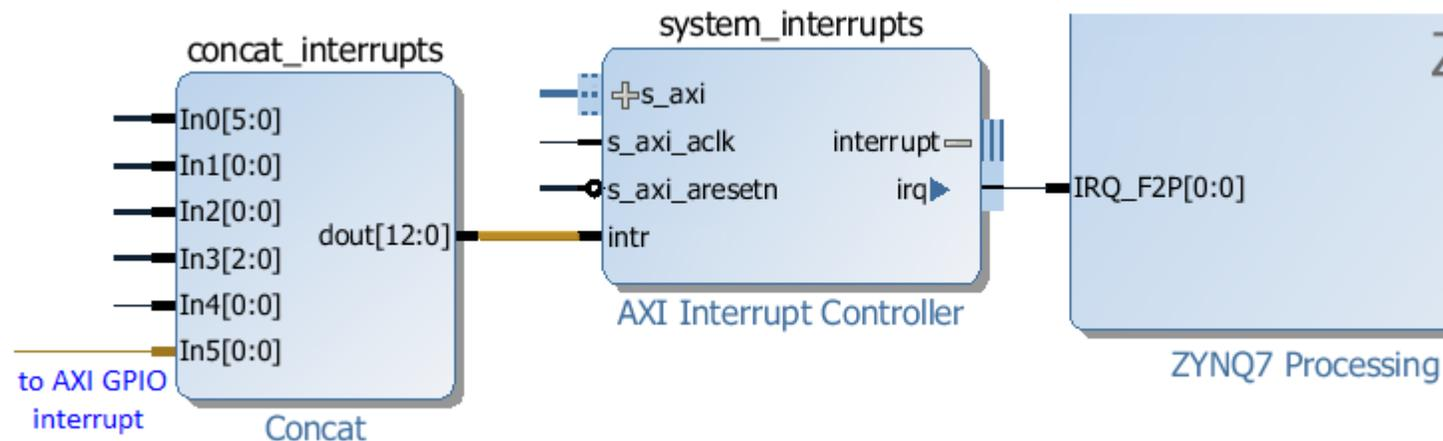 concat_interrupts
In0[5:0]
In1[0:0]
In2[0:0]
In3[2:0]
In4[0:0]
In5[0:0]
dout[12:0]
to AXI GPIO
interrupt
Concat
system_interrupts
s_axi
s_axi_aclk
s_axi_aresetn
intr
interrupt
irq
AXI Interrupt Controller
IRQ_F2P[0:0]
ZYNQ7 Processing